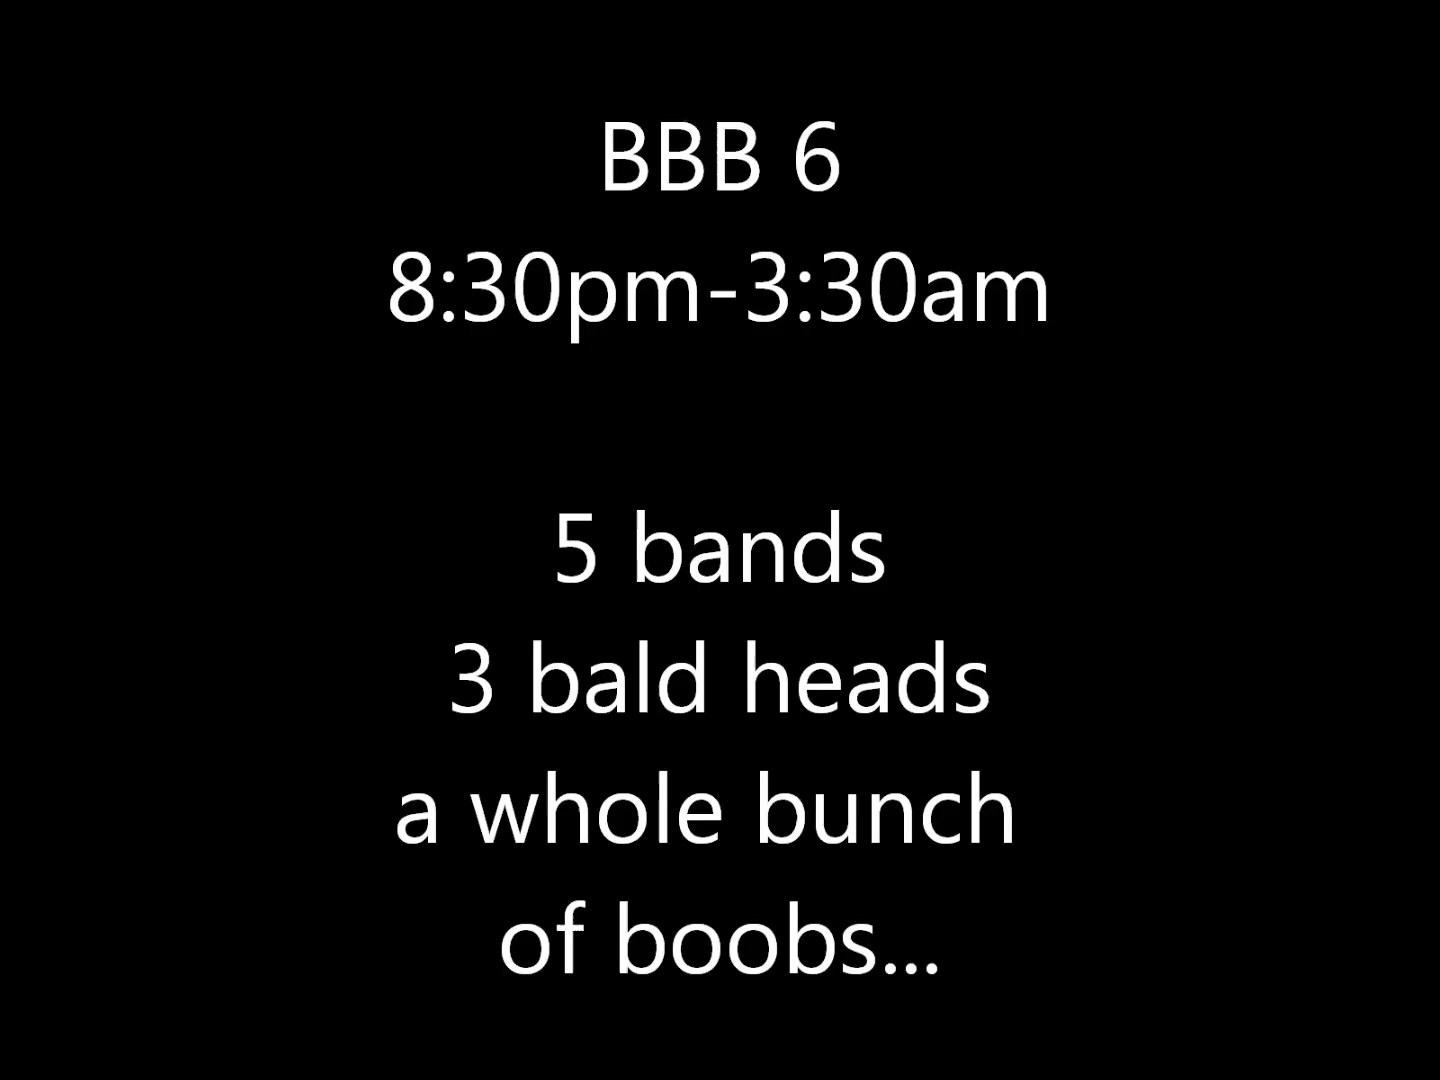 BBB 6
8:30pm-3:30am
5 bands
3 bald heads
a whole bunch
of boobs...